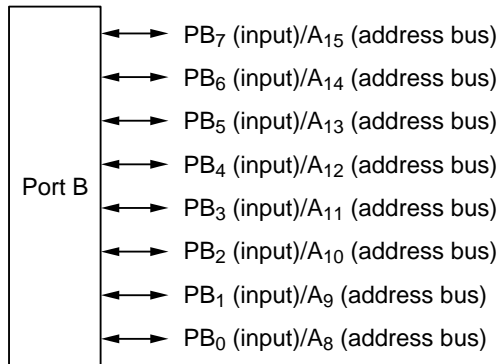 PB7 (input)/A15 (address bus)
PB6 (input)/A14 (address bus)
PB5 (input)/A13 (address bus)
PB4 (input)/A12 (address bus)
Port B
PB3 (input)/A11 (address bus)
PB2 (input)/A10 (address bus)
PB1 (input)/A9 (address bus)
PB0 (input)/A8 (address bus)